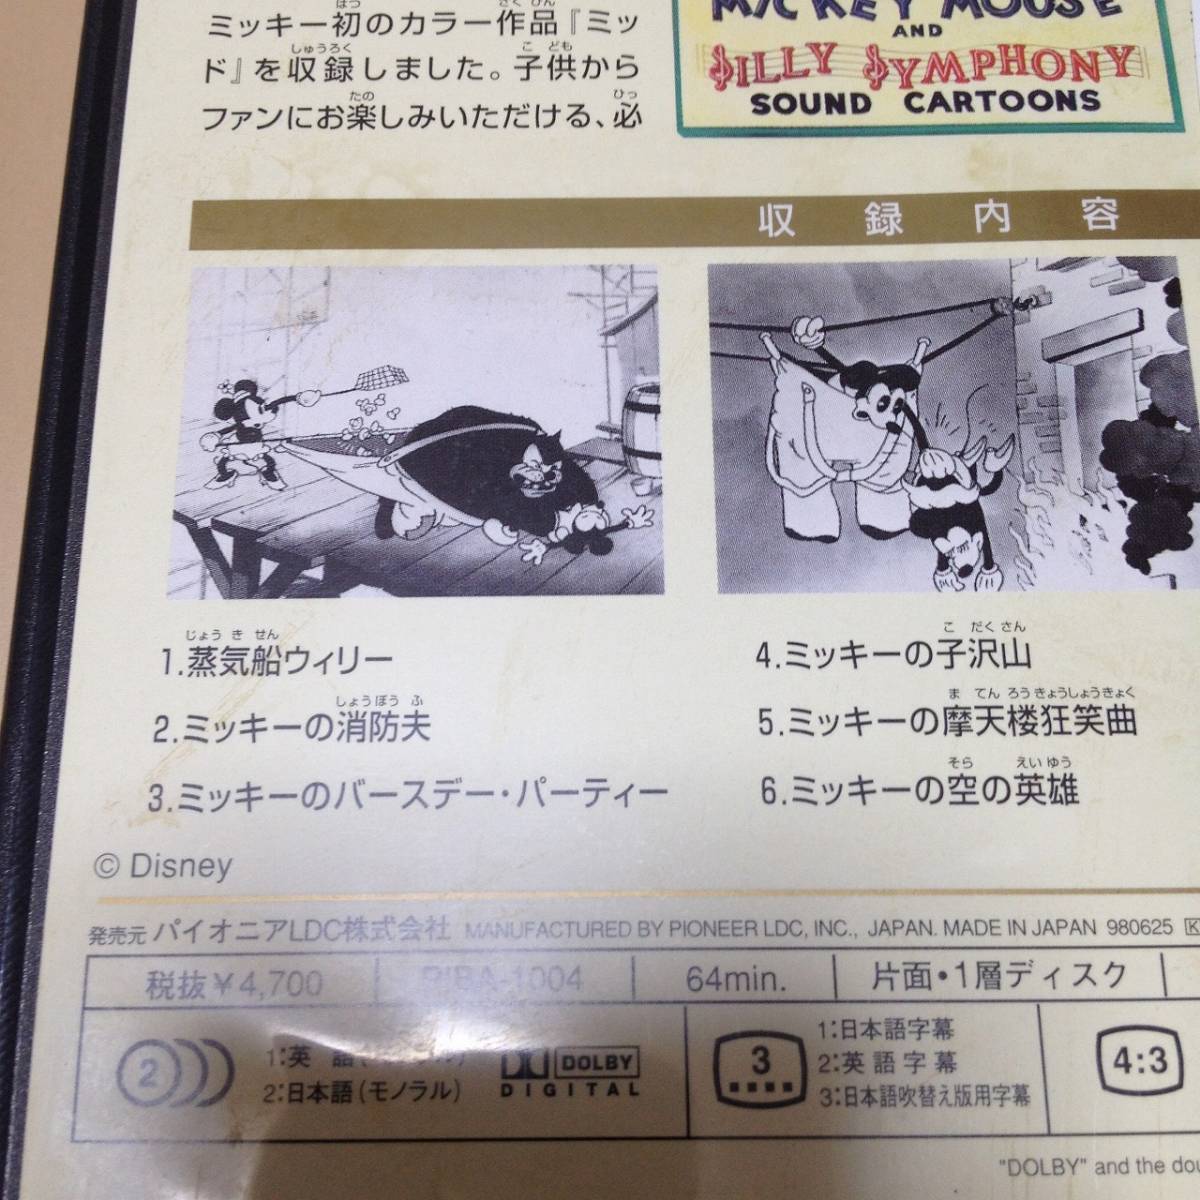 ミッキー初のカラー作品『ミッ
ド』を収録しました。子供から
ファンにお楽しみいただける、必
MICKEY MOUSE
AND
SILLY SYMPHONY
SOUND CARTOONS
収録内容
1.蒸気船ウィリー
2.ミッキーの消防夫
3.ミッキーのバースデー・パーティー
4.ミッキーの子沢山
5.ミッキーの摩天楼狂笑曲
6.ミッキーの空の英雄
© Disney
発売元 パイオニアLDC株式会社 MANUFACTURED BY PIONEER LDC, INC., JAPAN. MADE IN JAPAN 980625 K
税抜¥4,700 PIBA-1004 64min. 片面・1層ディスク
2
1:英語(モノラル)
2:日本語(モノラル)
DOLBY
DIGITAL
3
1:日本語字幕
2:英語字幕
3:日本語吹替え版用字幕
4:3
"DOLBY" and the